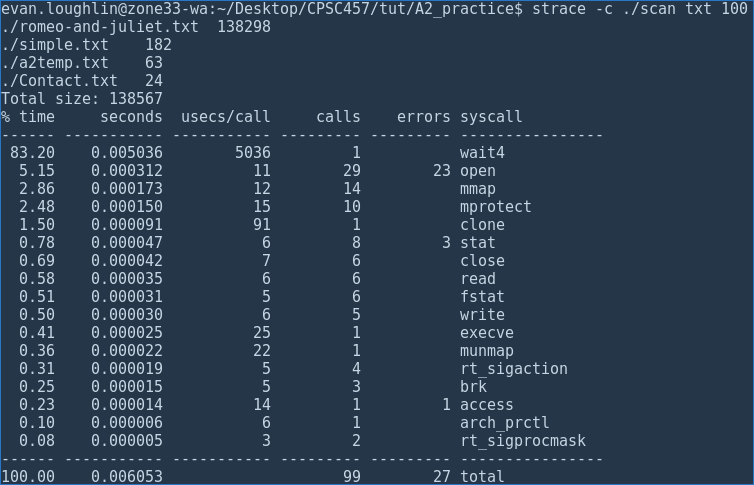 evan.loughlin@zone33-wa:~/Desktop/CPSC457/tut/A2_practice$ strace -c ./scan txt 100
./romeo-and-juliet.txt  138298
./simple.txt   182
./a2temp.txt    63
./Contact.txt   24
Total size: 138567
% time     seconds  usecs/call     calls    errors syscall
------ ----------- ----------- --------- --------- ----------------
 83.20    0.005036        5036         1           wait4
  5.15    0.000312          11        29        23 open
  2.86    0.000173          12        14           mmap
  2.48    0.000150          15        10           mprotect
  1.50    0.000091          91         1           clone
  0.78    0.000047           6         8         3 stat
  0.69    0.000042           7         6           close
  0.58    0.000035           6         6           read
  0.51    0.000031           5         6           fstat
  0.50    0.000030           6         5           write
  0.41    0.000025          25         1           execve
  0.36    0.000022          22         1           munmap
  0.31    0.000019           5         4           rt_sigaction
  0.25    0.000015           5         3           brk
  0.23    0.000014          14         1         1 access
  0.10    0.000006           6         1           arch_prctl
  0.08    0.000005           3         2           rt_sigprocmask
------ ----------- ----------- --------- --------- ----------------
100.00    0.006053                    99        27 total